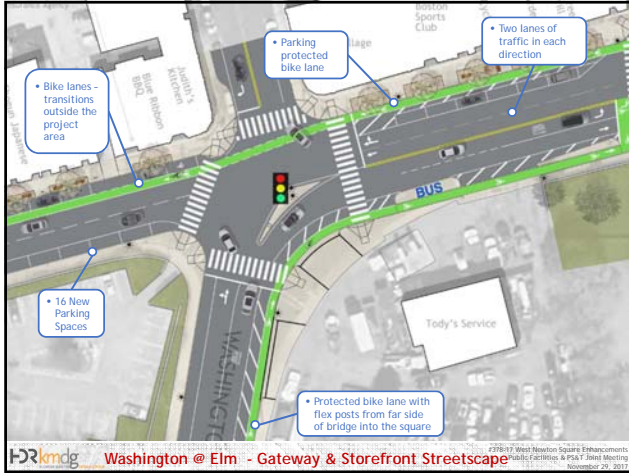 Boston
Sports
Club
• Parking
protected
bike lane
• Two lanes of
traffic in each
direction
• Bike lanes –
transitions
outside the
project
area
Judith's
Kitchen
Blue Ribbon
BBQ
Japanese
BUS
• 16 New
Parking
Spaces
Tody's Service
WASHINGT
• Protected bike lane with
flex posts from far side
of bridge into the square
HDR kmdg
Washington @ Elm - Gateway & Storefront Streetscape
#378-17 West Newton Square Enhancements
Public Facilities & PS&T Joint Meeting
November 29, 2017